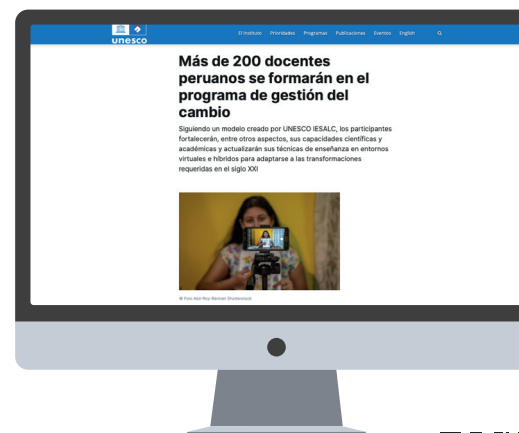 unesco
El Instituto Prioridades Programas Publicaciones Eventos English
Más de 200 docentes
peruanos se formarán en el
programa de gestión del
cambio
Siguiendo un modelo creado por UNESCO IESALC, los participantes
fortalecerán, entre otros aspectos, sus capacidades científicas y
académicas y actualizarán sus técnicas de enseñanza en entornos
virtuales e híbridos para adaptarse a las transformaciones
requeridas en el siglo XXI